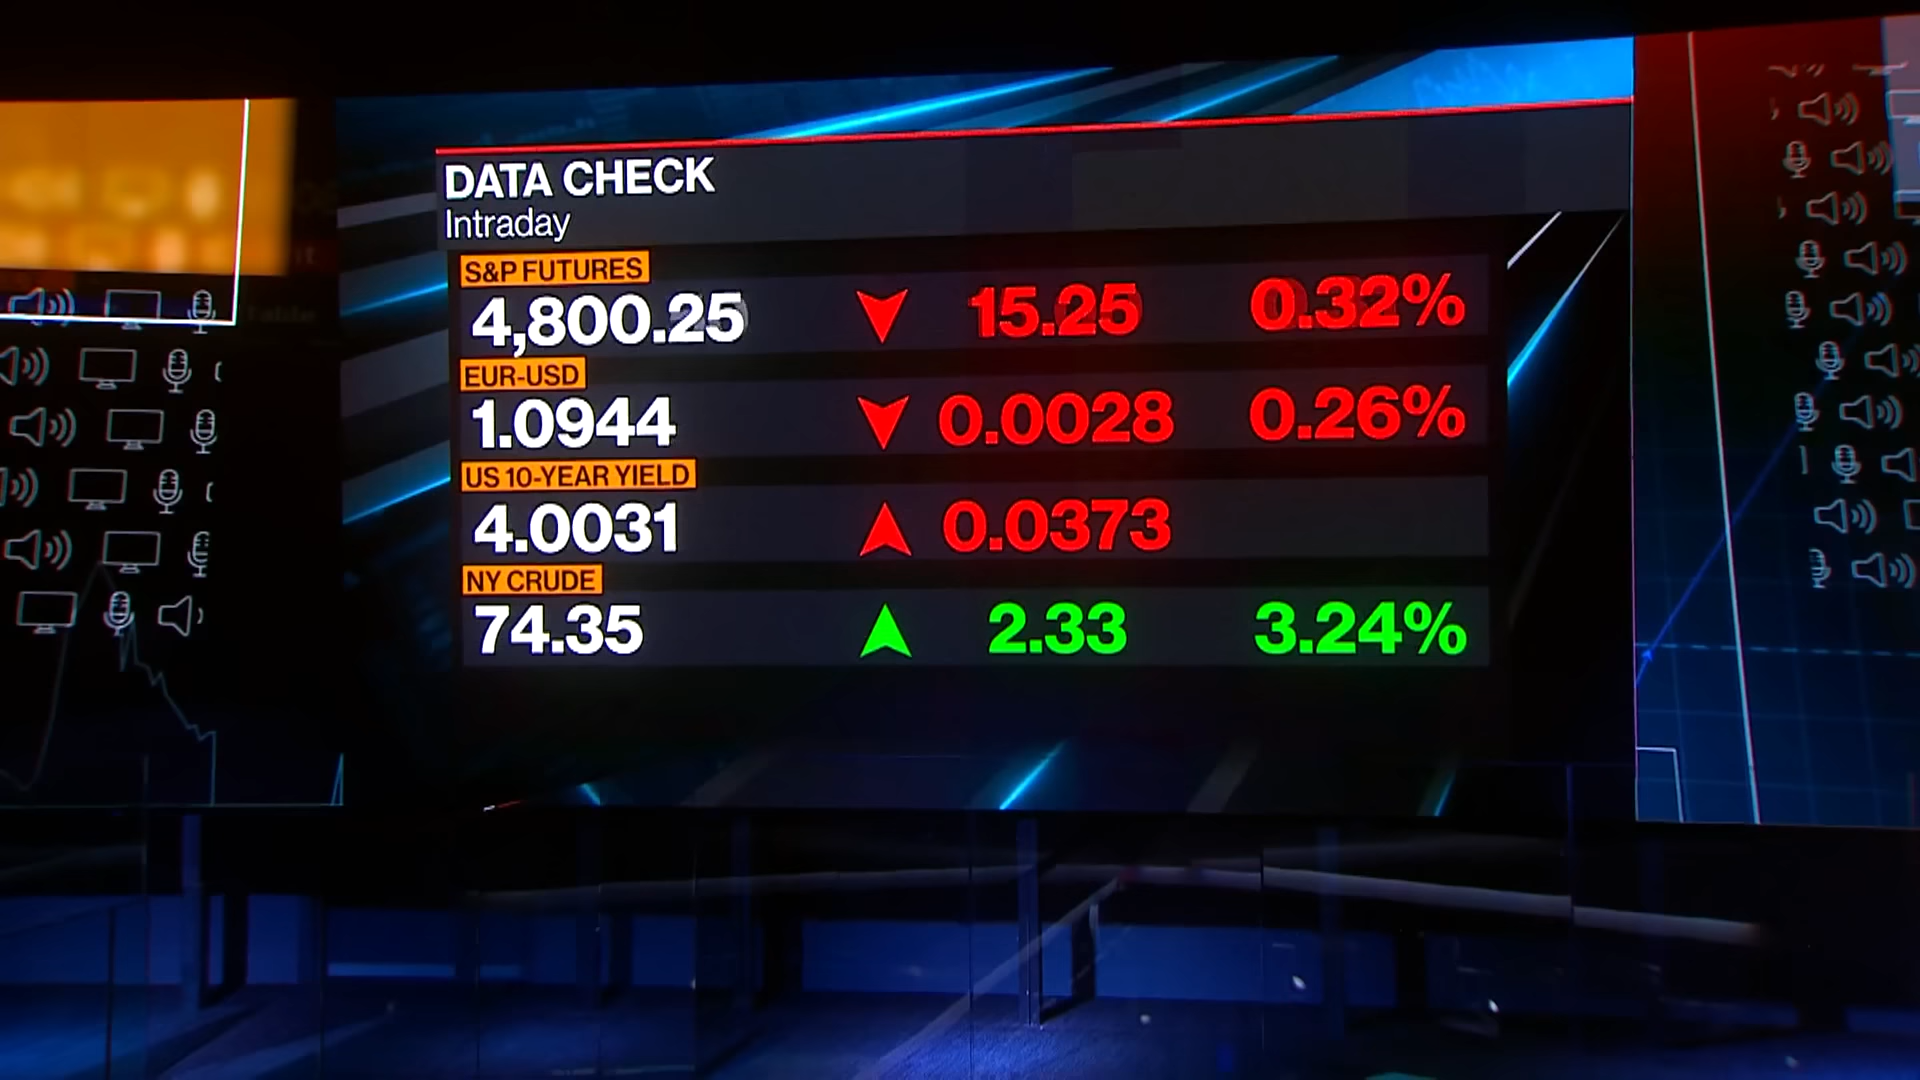 DATA CHECK
Intraday
S&P FUTURES
4,800.25 15.25 0.32%
EUR-USD
1.0944 0.0028 0.26%
US 10-YEAR YIELD
4.0031 0.0373
NY CRUDE
74.35 2.33 3.24%